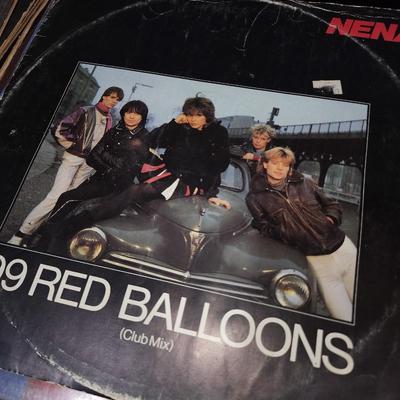 NENA
99 RED BALLOONS
(Club Mix)